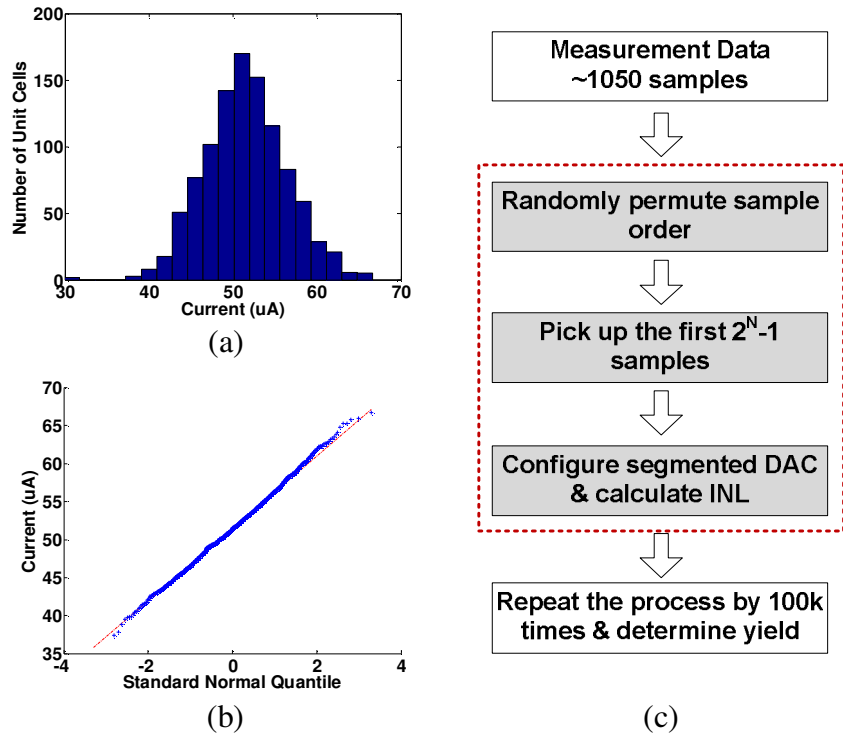 200
150
100
50
0
Number of Unit Cells
30
40
50
60
70
Current (uA)
(a)
70
65
60
55
50
45
40
35
Current (uA)
-4
-2
0
2
4
Standard Normal Quantile
(b)
Measurement Data
~1050 samples
Randomly permute sample
order
Pick up the first 2^N-1
samples
Configure segmented DAC
& calculate INL
Repeat the process by 100k
times & determine yield
(c)